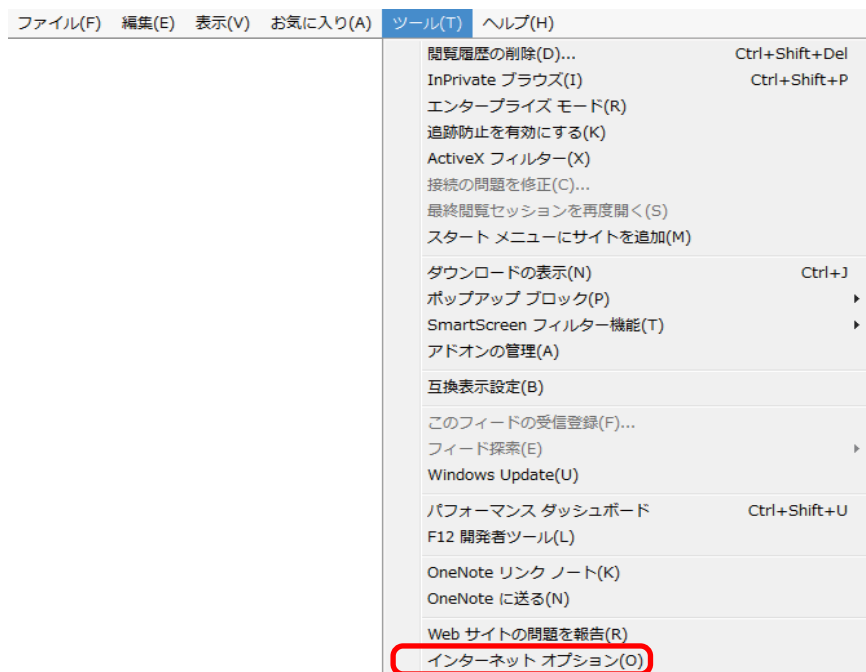 ファイル(F) 編集(E) 表示(V) お気に入り(A) ツール(T) ヘルプ(H)
閲覧履歴の削除(D)... Ctrl+Shift+Del
InPrivate ブラウズ(I) Ctrl+Shift+P
エンタープライズ モード(R)
追跡防止を有効にする(K)
ActiveX フィルター(X)
接続の問題を修正(C)...
最終閲覧セッションを再度開く(S)
スタート メニューにサイトを追加(M)
ダウンロードの表示(N) Ctrl+J
ポップアップ ブロック(P)
SmartScreen フィルター機能(T)
アドオンの管理(A)
互換表示設定(B)
このフィードの受信登録(F)...
フィード探索(E)
Windows Update(U)
パフォーマンス ダッシュボード Ctrl+Shift+U
F12 開発者ツール(L)
OneNote リンク ノート(K)
OneNote に送る(N)
Web サイトの問題を報告(R)
インターネット オプション(O)